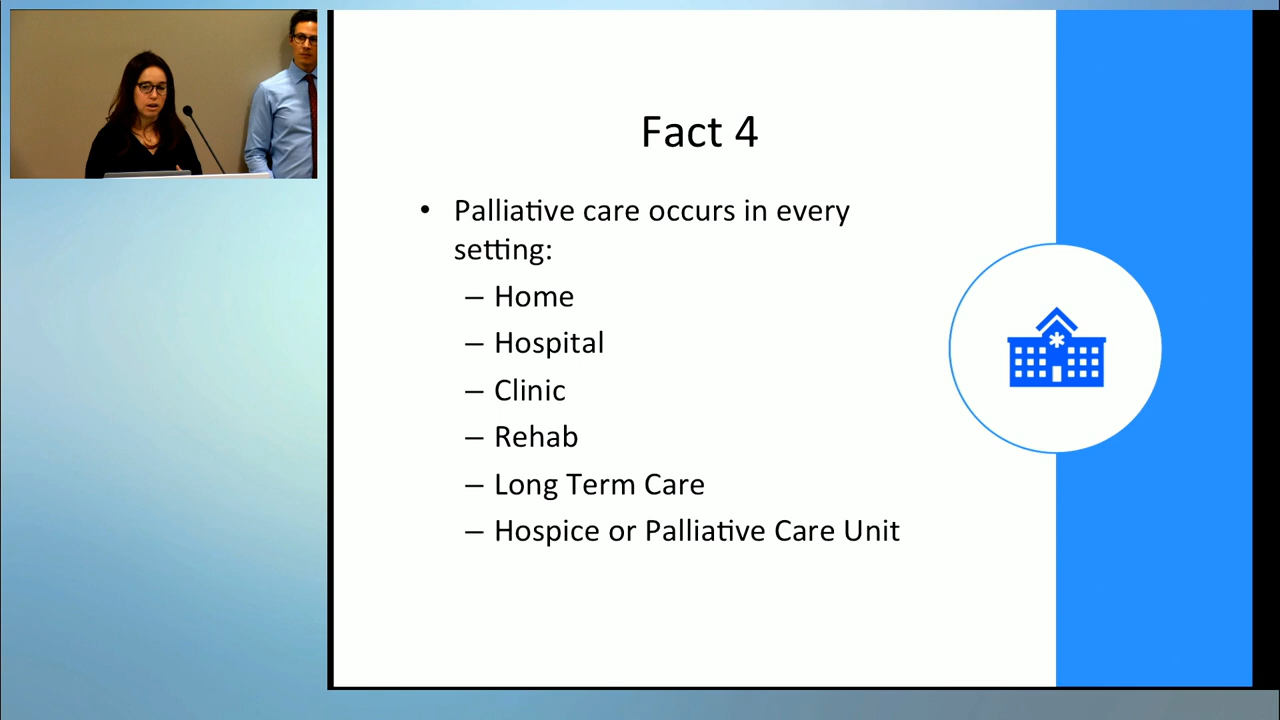 Fact 4
• Palliative care occurs in every
setting:
– Home
– Hospital
– Clinic
– Rehab
– Long Term Care
– Hospice or Palliative Care Unit